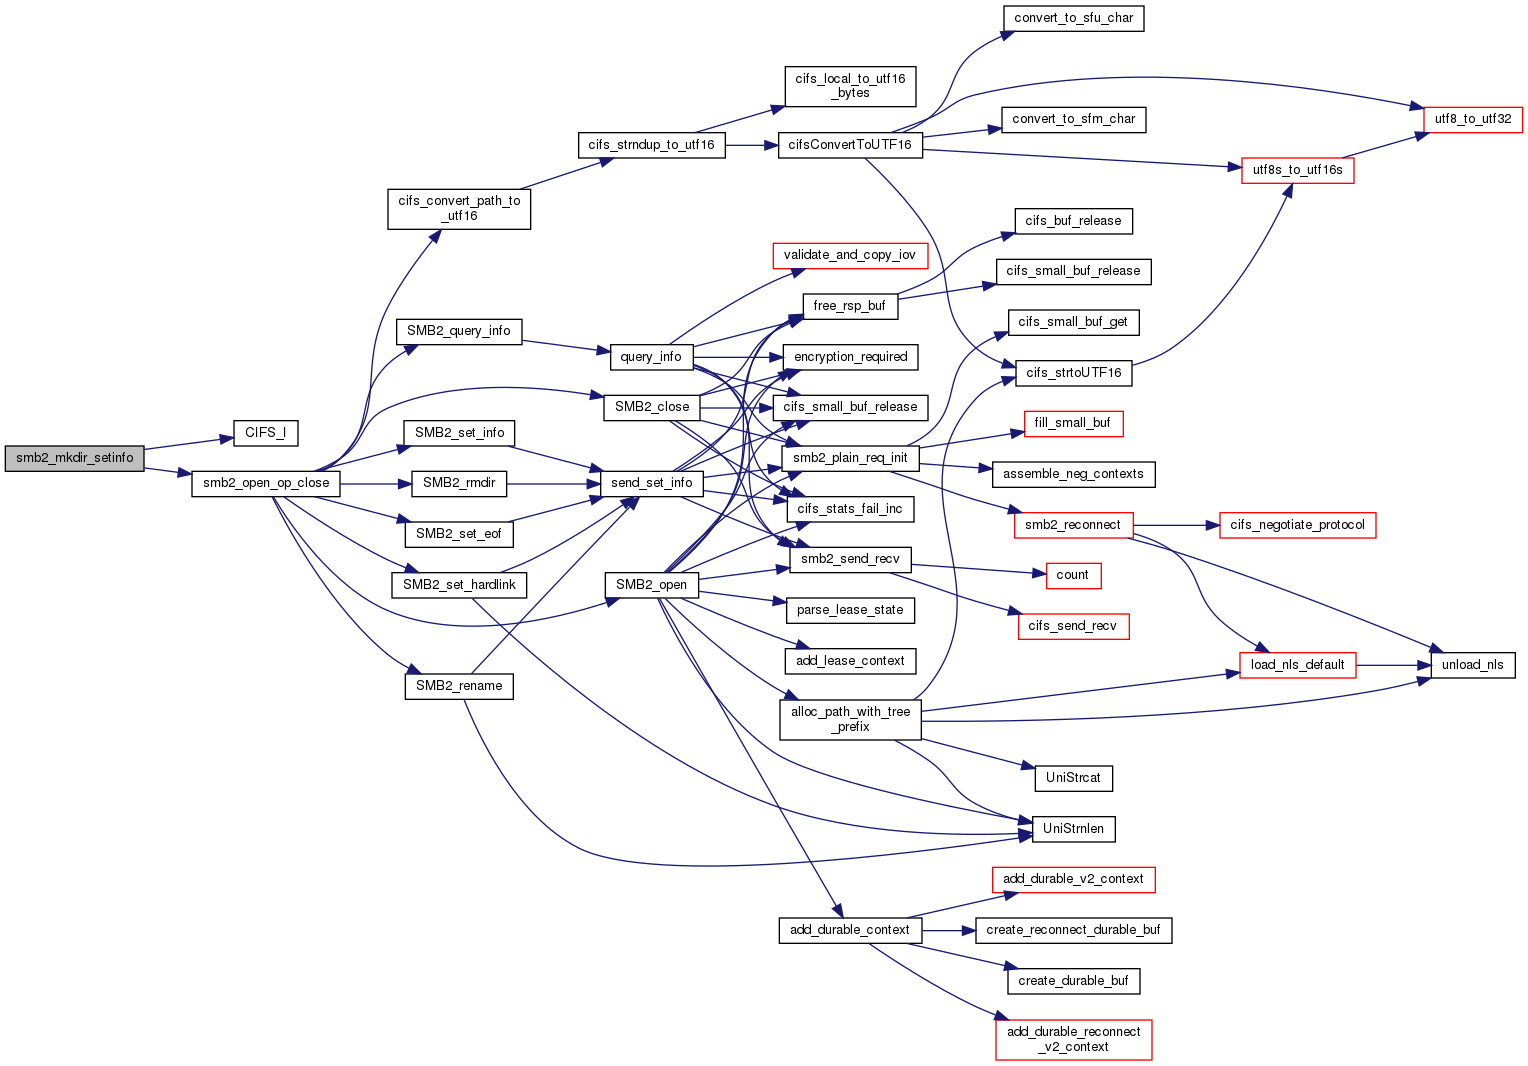 smb2_mkdir_setinfo
CIFS_I
smb2_open_op_close
cifs_convert_path_to
_utf16
SMB2_query_info
SMB2_set_info
SMB2_rmdir
SMB2_set_eof
SMB2_set_hardlink
SMB2_rename
cifs_strndup_to_utf16
query_info
SMB2_close
send_set_info
SMB2_open
cifs_local_to_utf16
_bytes
cifsConvertToUTF16
validate_and_copy_iov
free_rsp_buf
encryption_required
cifs_small_buf_release
smb2_plain_req_init
cifs_stats_fail_inc
smb2_send_recv
parse_lease_state
add_lease_context
alloc_path_with_tree
_prefix
add_durable_context
convert_to_sfu_char
convert_to_sfm_char
cifs_buf_release
cifs_small_buf_release
cifs_small_buf_get
cifs_strtoUTF16
fill_small_buf
assemble_neg_contexts
smb2_reconnect
count
cifs_send_recv
UniStrcat
UniStrnlen
add_durable_v2_context
create_reconnect_durable_buf
create_durable_buf
add_durable_reconnect
_v2_context
utf8s_to_utf16s
cifs_negotiate_protocol
load_nls_default
utf8_to_utf32
unload_nls